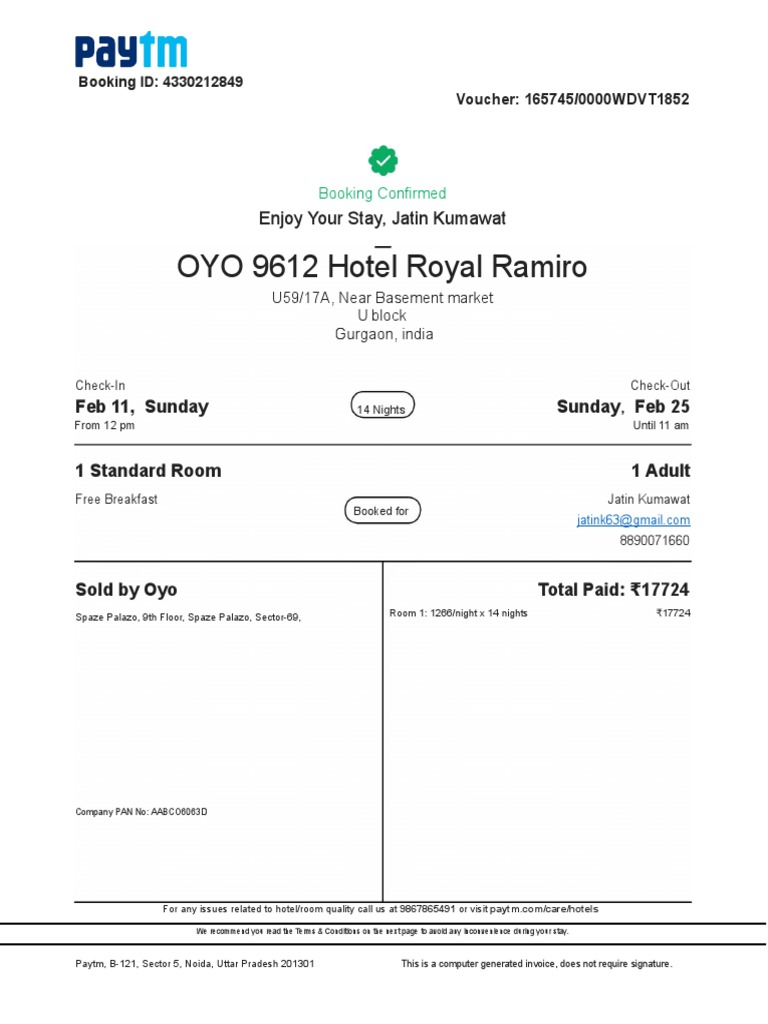 paytm
Booking ID: 4330212849
Voucher: 165745/0000WDVT1852
Booking Confirmed
Enjoy Your Stay, Jatin Kumawat
OYO 9612 Hotel Royal Ramiro
U59/17A, Near Basement market
U block
Gurgaon, india
Check-In
Check-Out
Feb 11, Sunday
14 Nights
Sunday, Feb 25
From 12 pm
Until 11 am
1 Standard Room
1 Adult
Free Breakfast
Booked for
Jatin Kumawat
jatink63@gmail.com
8890071660
Sold by Oyo
Total Paid: ₹17724
Spaze Palazo, 9th Floor, Spaze Palazo, Sector-69,
Room 1: 1266/night x 14 nights
₹17724
Company PAN No: AABCO6063D
For any issues related to hotel/room quality call us at 9867865491 or visit paytm.com/care/hotels
We recommend you read the Terms & Conditions on the next page to avoid any inconvenience during your stay.
Paytm, B-121, Sector 5, Noida, Uttar Pradesh 201301
This is a computer generated invoice, does not require signature.